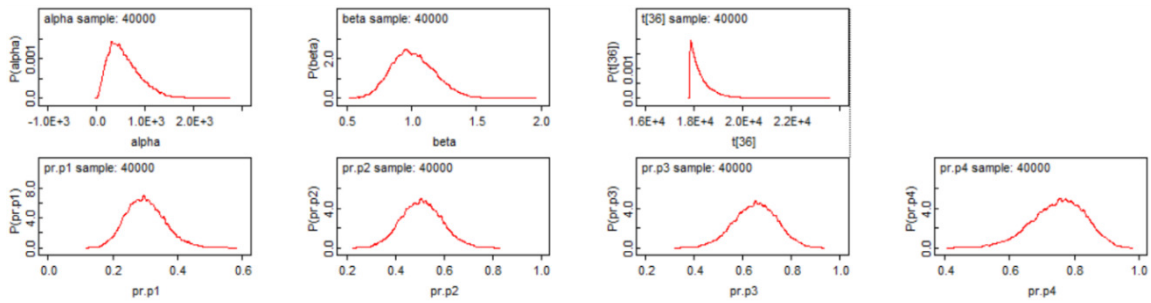 alpha sample: 40000
P(alpha)
0.0
0.001
-1.0E+3 0.0 1.0E+3 2.0E+3
alpha
beta sample: 40000
P(beta)
0.0
2.0
0.5 1.0 1.5 2.0
beta
t[36] sample: 40000
P(t[36])
0.0
0.001
1.6E+4 1.8E+4 2.0E+4 2.2E+4
t[36]
pr.p1 sample: 40000
P(pr.p1)
0.0
4.0
8.0
0.0 0.2 0.4 0.6
pr.p1
pr.p2 sample: 40000
P(pr.p2)
0.0
4.0
0.2 0.4 0.6 0.8 1.0
pr.p2
pr.p3 sample: 40000
P(pr.p3)
0.0
4.0
0.2 0.4 0.6 0.8 1.0
pr.p3
pr.p4 sample: 40000
P(pr.p4)
0.0
4.0
0.4 0.6 0.8 1.0
pr.p4